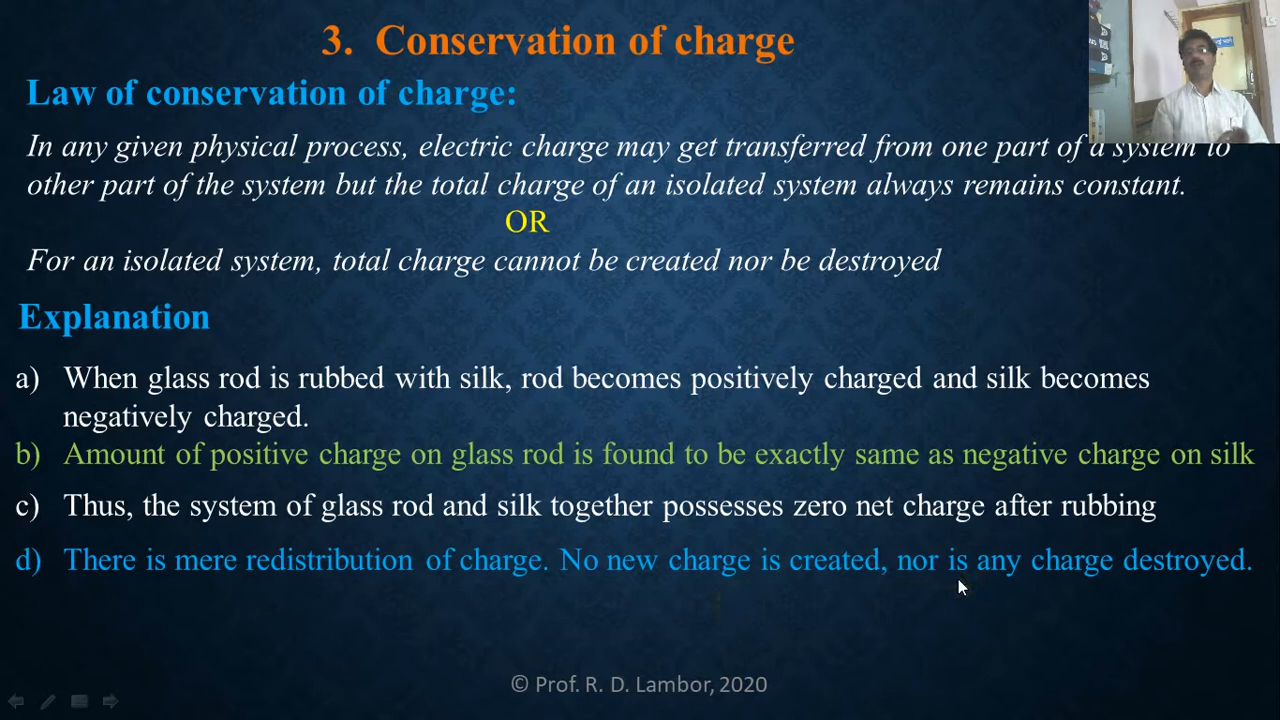 3. Conservation of charge
Law of conservation of charge:
In any given physical process, electric charge may get transferred from one part of a system to
other part of the system but the total charge of an isolated system always remains constant.
OR
For an isolated system, total charge cannot be created nor be destroyed
Explanation
a) When glass rod is rubbed with silk, rod becomes positively charged and silk becomes
negatively charged.
b) Amount of positive charge on glass rod is found to be exactly same as negative charge on silk
c) Thus, the system of glass rod and silk together possesses zero net charge after rubbing
d) There is mere redistribution of charge. No new charge is created, nor is any charge destroyed.
© Prof. R. D. Lambor, 2020